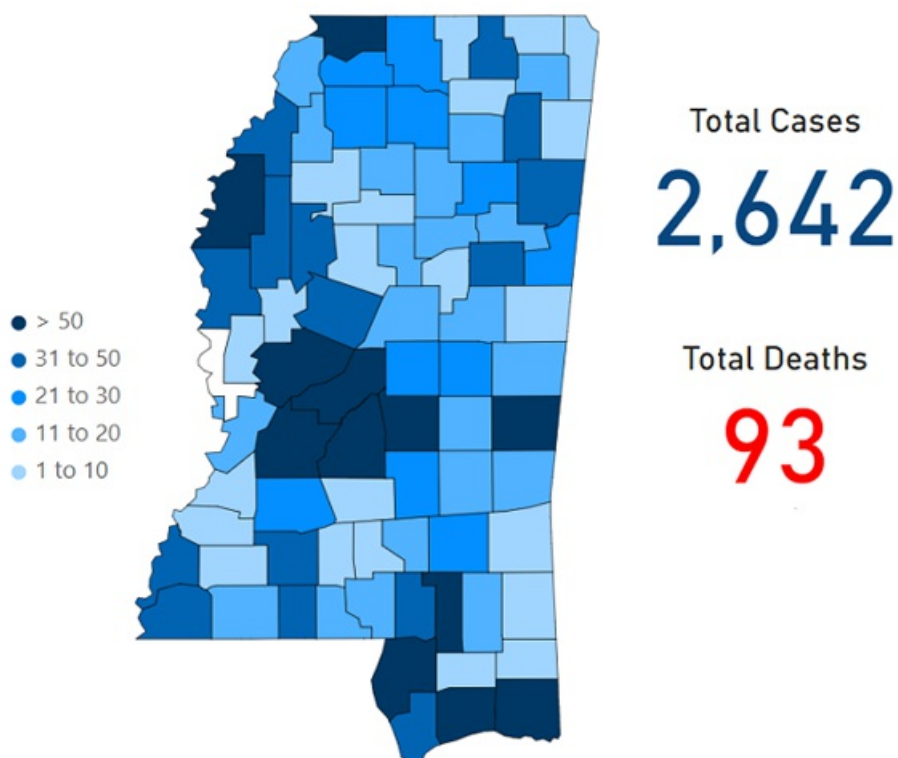 > 50
31 to 50
21 to 30
11 to 20
1 to 10
Total Cases
2,642
Total Deaths
93